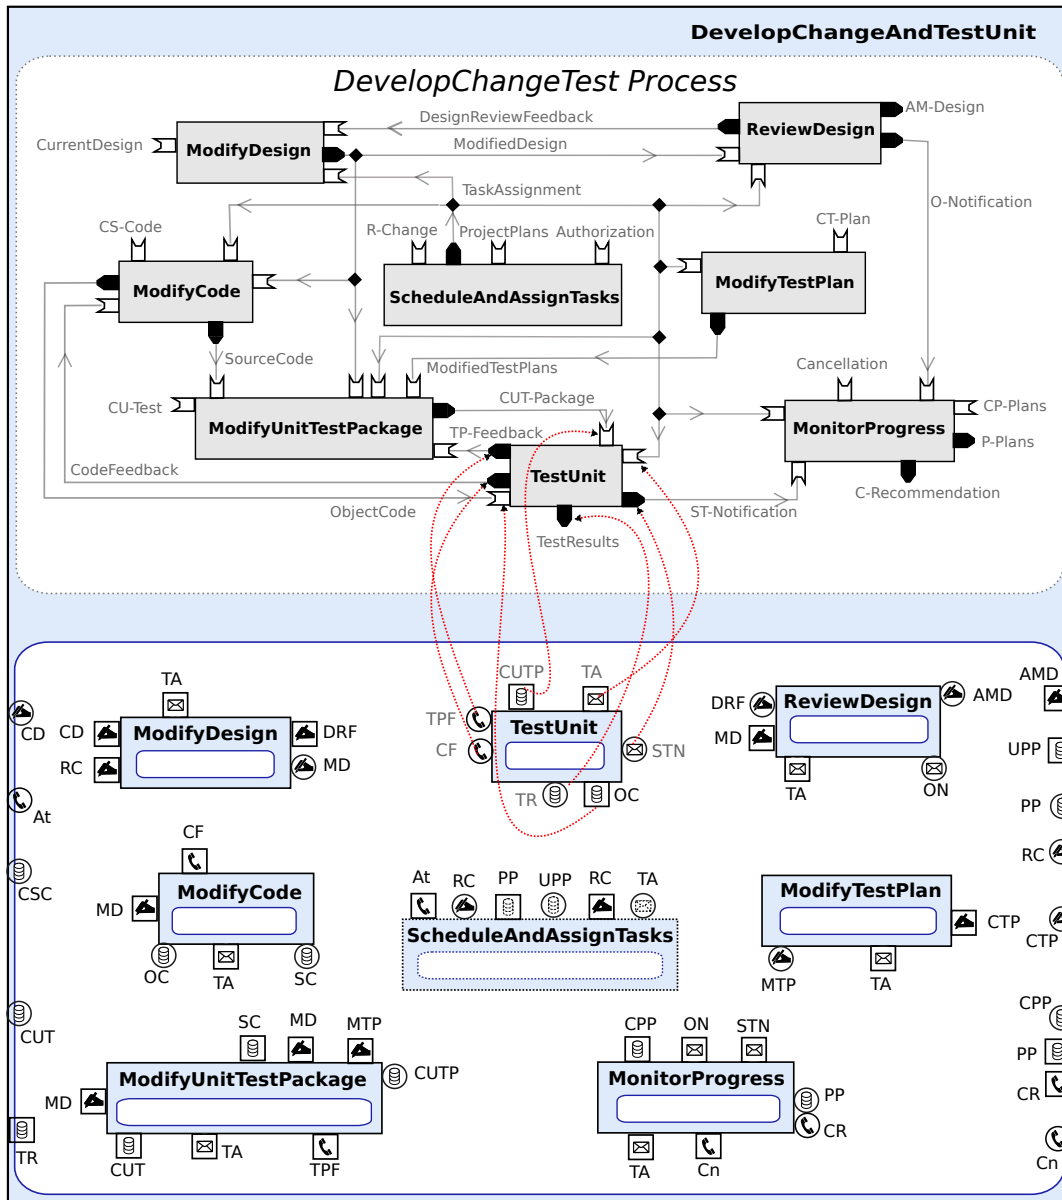 DevelopChangeAndTestUnit
DevelopChangeTest Process
DesignReviewFeedback
AM-Design
CurrentDesign
ModifyDesign
ModifiedDesign
ReviewDesign
TaskAssignment
O-Notification
CS-Code
R-Change
ProjectPlans
Authorization
CT-Plan
ModifyCode
ScheduleAndAssignTasks
ModifyTestPlan
SourceCode
ModifiedTestPlans
Cancellation
CU-Test
CUT-Package
CP-Plans
ModifyUnitTestPackage
TP-Feedback
MonitorProgress
P-Plans
CodeFeedback
TestUnit
C-Recommendation
ObjectCode
ST-Notification
TestResults
TA
CUTP
TA
AMD
CD
CD
ModifyDesign
DRF
TPF
TestUnit
DRF
ReviewDesign
AMD
RC
MD
CF
STN
MD
UPP
TR
OC
TA
ON
PP
At
CF
RC
CSC
ModifyCode
At
RC
PP
UPP
RC
TA
ModifyTestPlan
MD
ScheduleAndAssignTasks
CTP
CTP
OC
TA
SC
MTP
TA
CUT
SC
MD
MTP
CPP
ON
STN
CPP
ModifyUnitTestPackage
CUTP
MonitorProgress
PP
MD
PP
CR
CR
TR
CUT
TA
TPF
TA
Cn
Cn